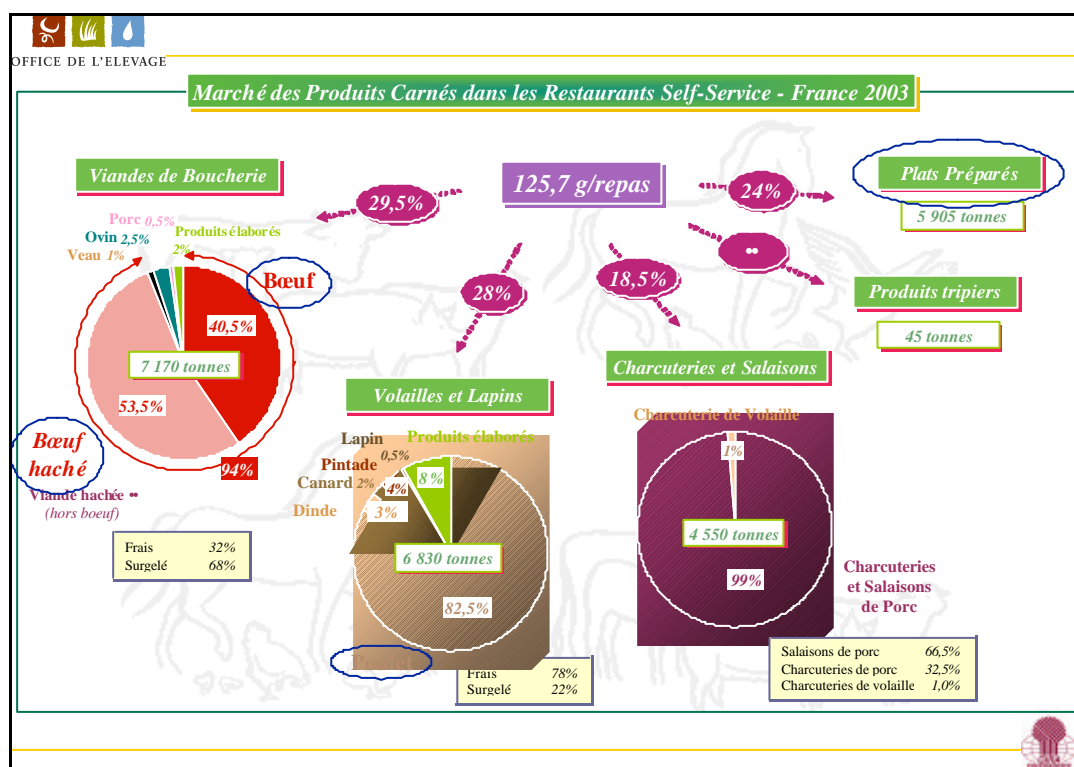 OFFICE DE L'ELEVAGE
Marché des Produits Carnés dans les Restaurants Self-Service - France 2003
Viandes de Boucherie
125,7 g/repas
24%
Plats Préparés
5 905 tonnes
29,5%
Porc 0,5%
Ovin 2,5%
Produits élaborés
2%
Veau 1%
Bœuf
••
28%
18,5%
Produits tripiers
45 tonnes
40,5%
7 170 tonnes
53,5%
Bœuf
haché
94%
Viande hachée ••
(hors boeuf)
Frais 32%
Surgelé 68%
Volailles et Lapins
Lapin
0,5%
Produits élaborés
8%
Pintade
4%
Canard 2%
Dinde
3%
6 830 tonnes
82,5%
Frais 78%
Surgelé 22%
Charcuteries et Salaisons
Charcuterie de Volaille
1%
4 550 tonnes
99%
Charcuteries
et Salaisons
de Porc
Salaisons de porc 66,5%
Charcuteries de porc 32,5%
Charcuteries de volaille 1,0%